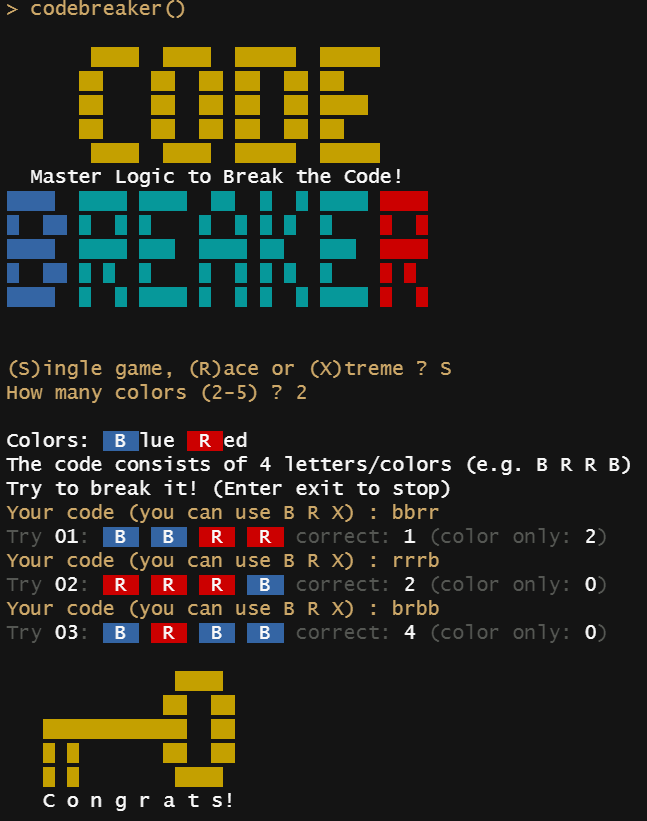 > codebreaker()
CODE
Master Logic to Break the Code!
BREAKER
(S)ingle game, (R)ace or (X)treme ? S
How many colors (2-5) ? 2
Colors: B lue R ed
The code consists of 4 letters/colors (e.g. B R R B)
Try to break it! (Enter exit to stop)
Your code (you can use B R X) : bbrr
Try 01: B B R R correct: 1 (color only: 2)
Your code (you can use B R X) : rrrb
Try 02: R R R B correct: 2 (color only: 0)
Your code (you can use B R X) : brbb
Try 03: B R B B correct: 4 (color only: 0)
C o n g r a t s!